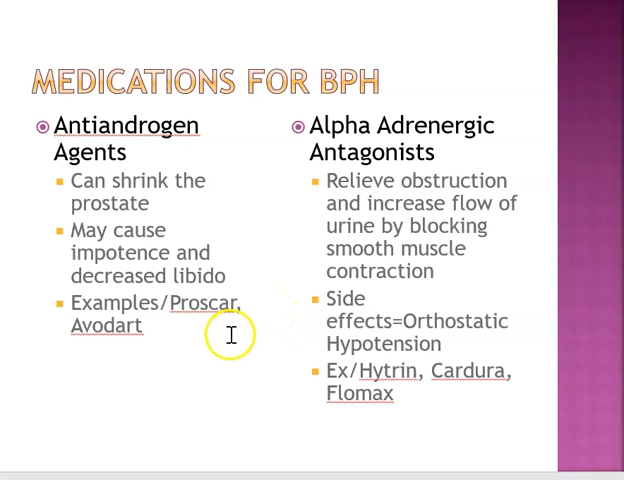 MEDICATIONS FOR BPH
Antiandrogen
Agents
Can shrink the
prostate
May cause
impotence and
decreased libido
Examples/Proscar,
Avodart
Alpha Adrenergic
Antagonists
Relieve obstruction
and increase flow of
urine by blocking
smooth muscle
contraction
Side
effects=Orthostatic
Hypotension
Ex/Hytrin, Cardura,
Flomax